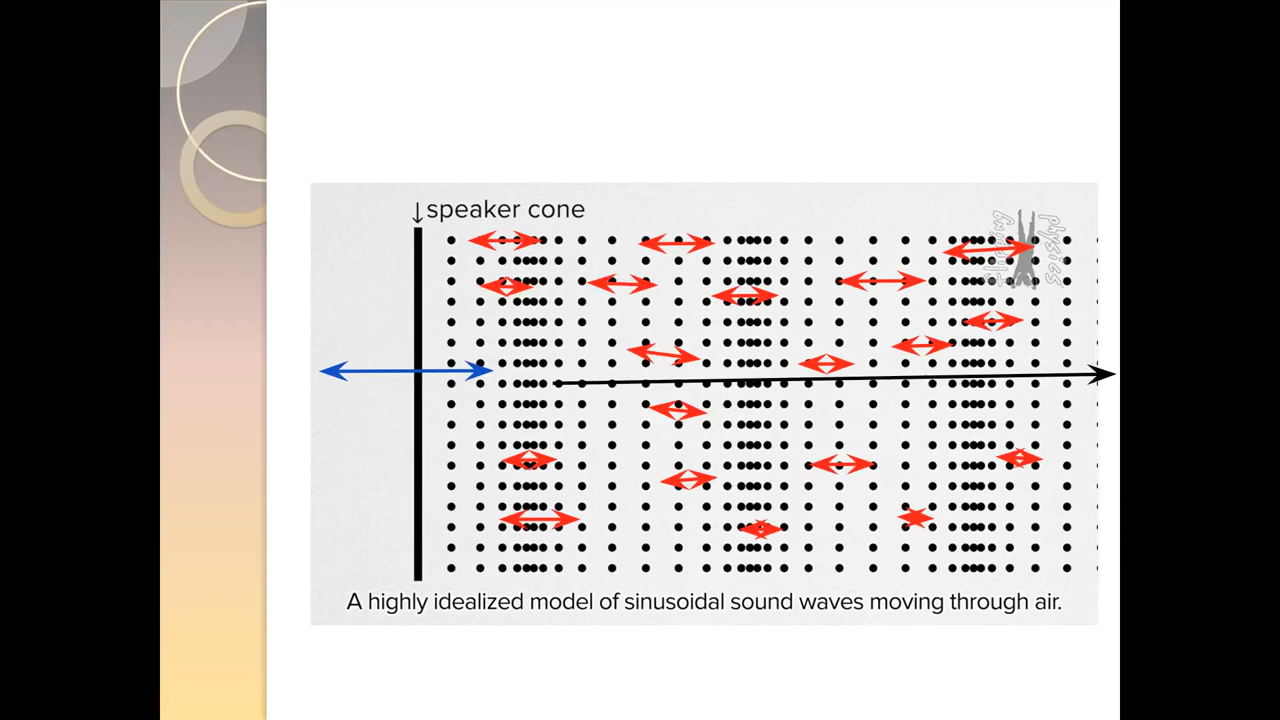 ↓speaker cone
A highly idealized model of sinusoidal sound waves moving through air.